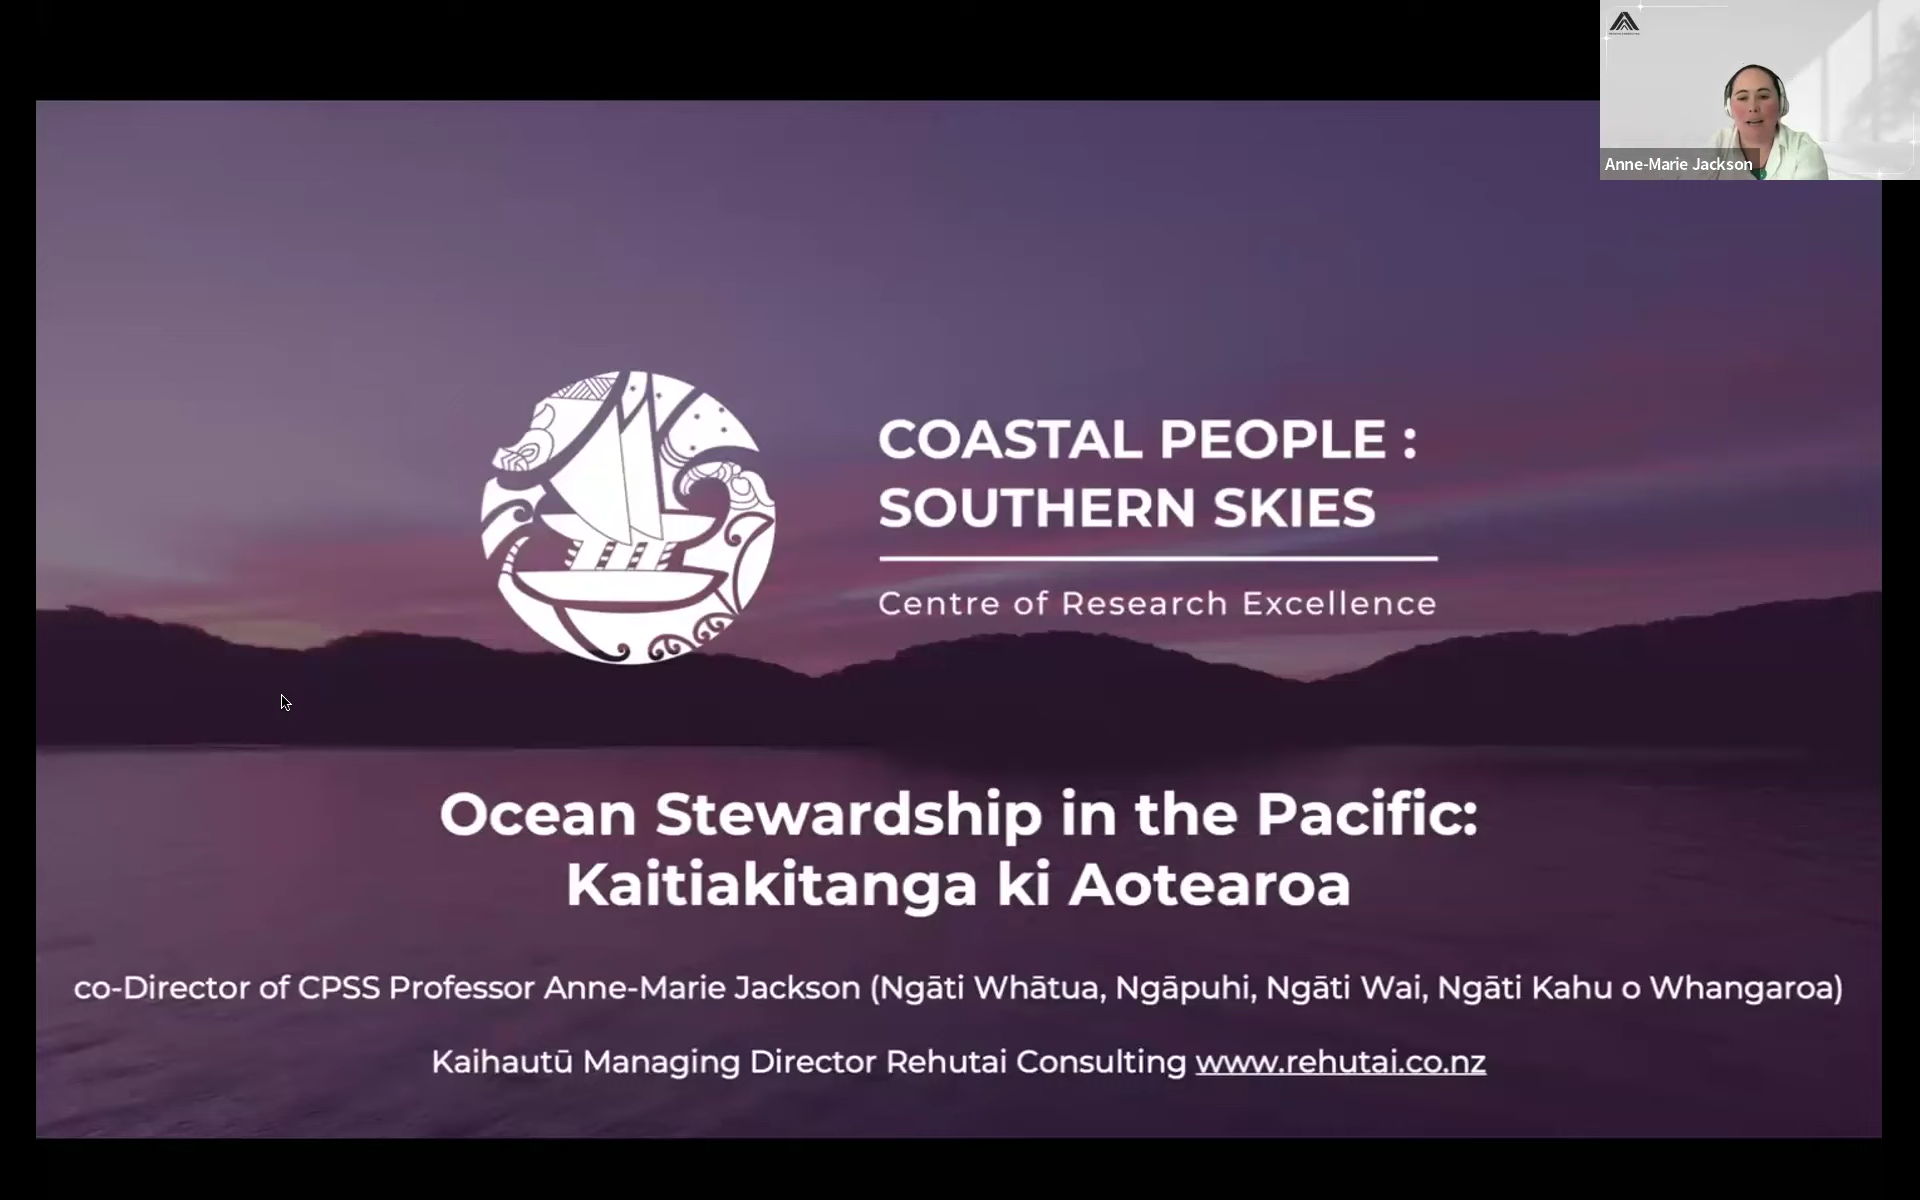 Anne-Marie Jackson
COASTAL PEOPLE :
SOUTHERN SKIES
Centre of Research Excellence
Ocean Stewardship in the Pacific:
Kaitiakitanga ki Aotearoa
co-Director of CPSS Professor Anne-Marie Jackson (Ngāti Whātua, Ngāpuhi, Ngāti Wai, Ngāti Kahu o Whangaroa)
Kaihautū Managing Director Rehutai Consulting www.rehutai.co.nz